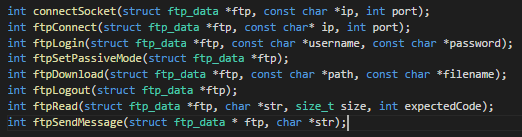 int connectSocket(struct ftp_data *ftp, const char *ip, int port);
int ftpConnect(struct ftp_data *ftp, const char* ip, int port);
int ftpLogin(struct ftp_data *ftp, const char *username, const char *password);
int ftpSetPassiveMode(struct ftp_data *ftp);
int ftpDownload(struct ftp_data *ftp, const char *path, const char *filename);
int ftpLogout(struct ftp_data *ftp);
int ftpRead(struct ftp_data *ftp, char *str, size_t size, int expectedCode);
int ftpSendMessage(struct ftp_data * ftp, char *str);